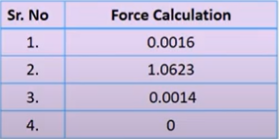 Sr. No Force Calculation
1. 0.0016
2. 1.0623
3. 0.0014
4. 0